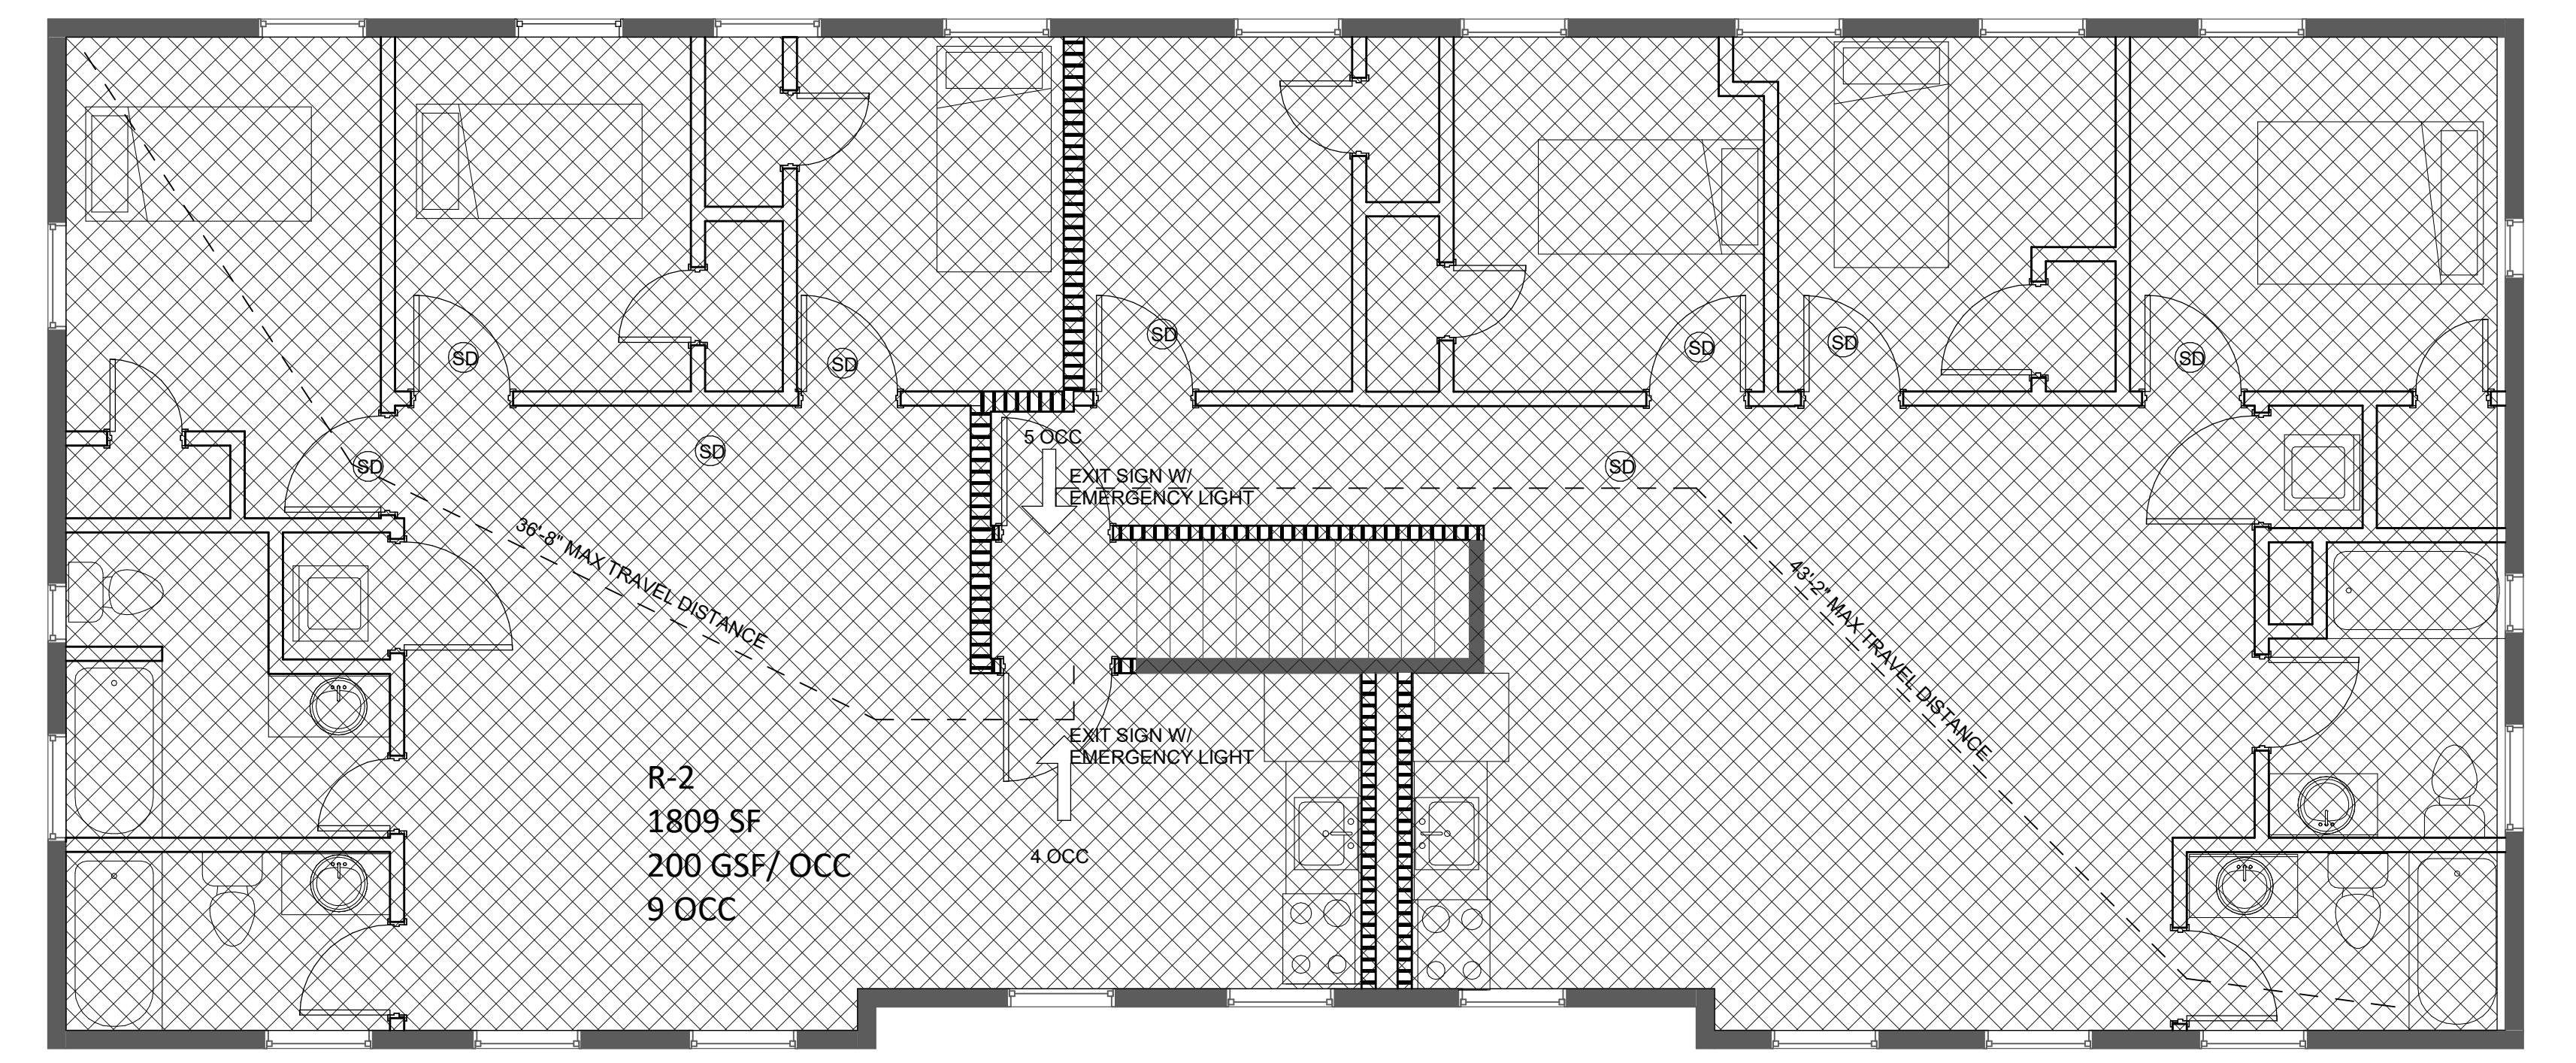 SD
SD
SD
SD
SD
SD
5 OCC
SD
SD
SD
EXIT SIGN W/
EMERGENCY LIGHT
36'-8" MAX TRAVEL DISTANCE
43'-2" MAX TRAVEL DISTANCE
EXIT SIGN W/
EMERGENCY LIGHT
R-2
1809 SF
200 GSF/ OCC
9 OCC
4 OCC